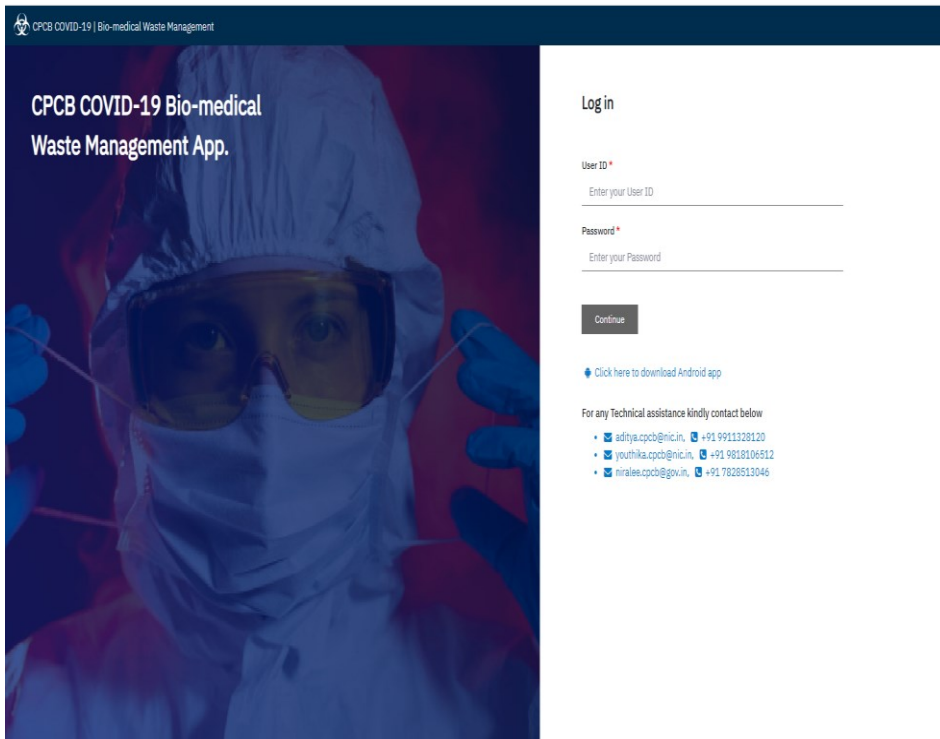 CPCB COVID-19 | Bio-medical Waste Management
CPCB COVID-19 Bio-medical
Waste Management App.
Log in
User ID *
Enter your User ID
Password *
Enter your Password
Continue
Click here to download Android app
For any Technical assistance kindly contact below
aditya.cpcb@nic.in, +91 9911328120
youthika.cpcb@nic.in, +91 9818106512
niralee.cpcb@gov.in, +91 7828513046